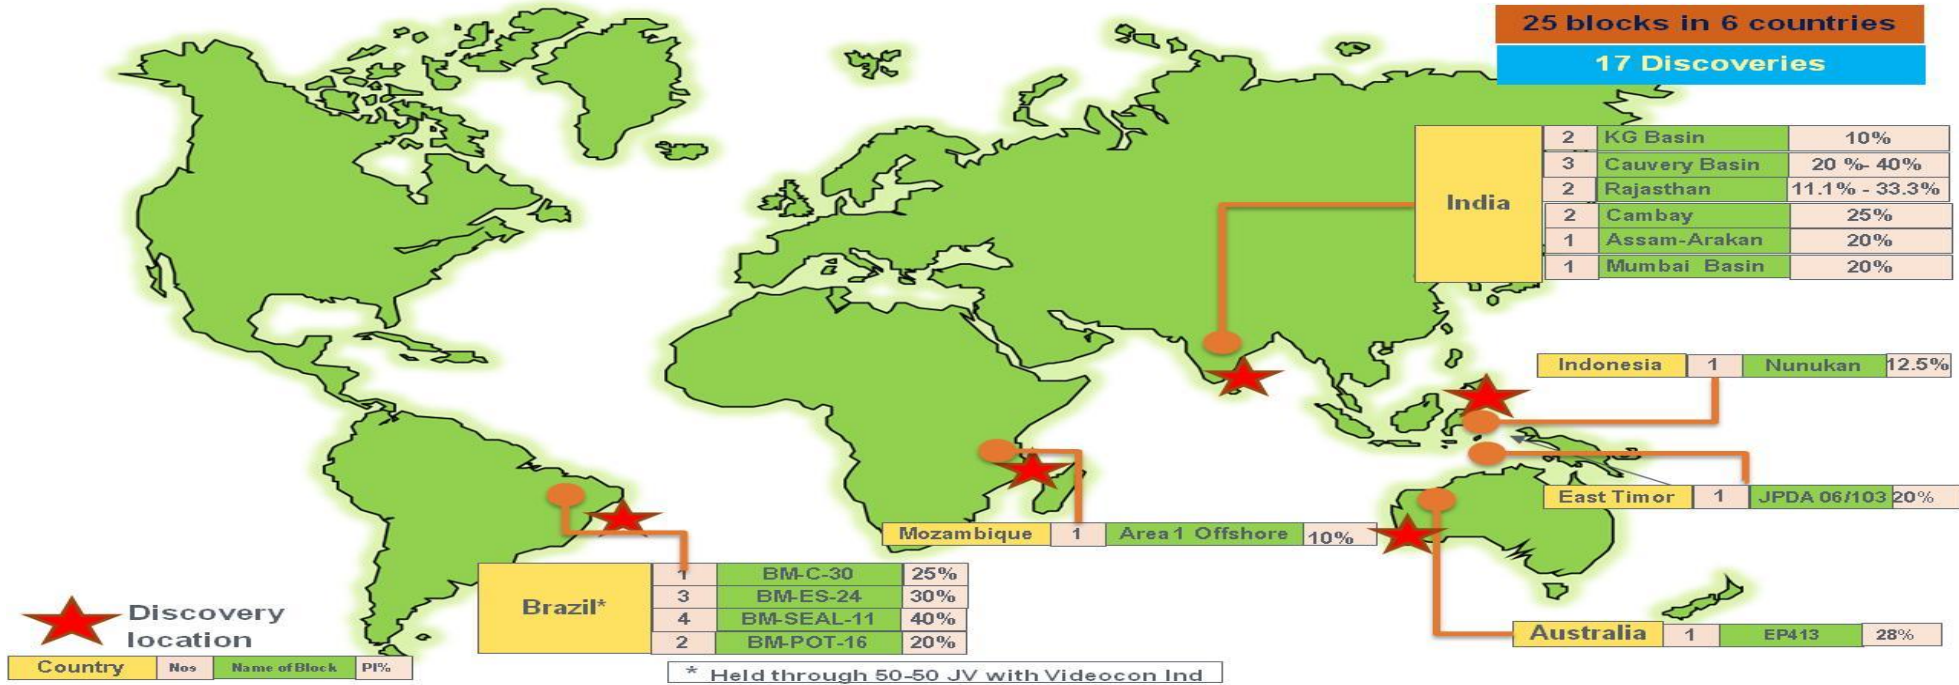 25 blocks in 6 countries
17 Discoveries
India
2 KG Basin 10%
3 Cauvery Basin 20 %- 40%
2 Rajasthan 11.1% - 33.3%
2 Cambay 25%
1 Assam-Arakan 20%
1 Mumbai Basin 20%
Indonesia 1 Nunukan 12.5%
East Timor 1 JPDA 06/103 20%
Mozambique 1 Area1 Offshore 10%
Brazil*
1 BM-C-30 25%
3 BM-ES-24 30%
4 BM-SEAL-11 40%
2 BM-POT-16 20%
Australia 1 EP413 28%
Discovery
location
Country Nos Name of Block PI%
* Held through 50-50 JV with Videocon Ind